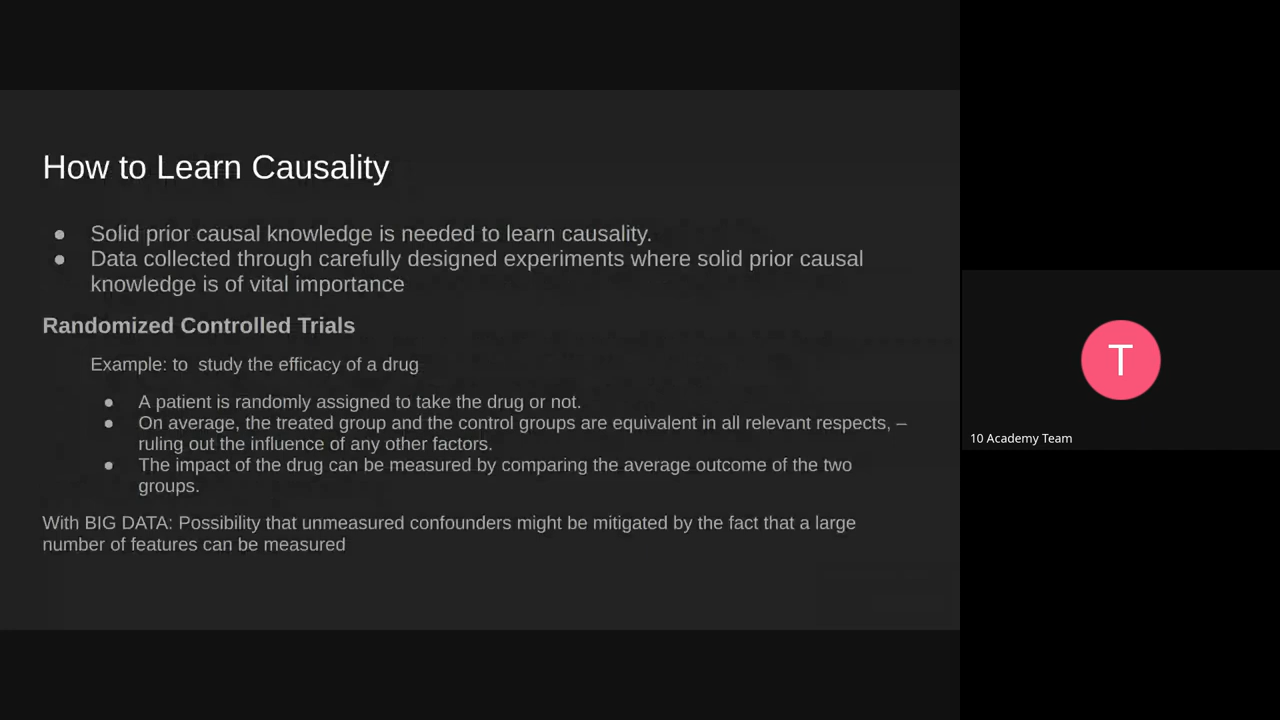 How to Learn Causality
● Solid prior causal knowledge is needed to learn causality.
● Data collected through carefully designed experiments where solid prior causal
knowledge is of vital importance
Randomized Controlled Trials
Example: to  study the efficacy of a drug
● A patient is randomly assigned to take the drug or not.
● On average, the treated group and the control groups are equivalent in all relevant respects, –
ruling out the influence of any other factors.
● The impact of the drug can be measured by comparing the average outcome of the two
groups.
With BIG DATA: Possibility that unmeasured confounders might be mitigated by the fact that a large
number of features can be measured
T
10 Academy Team